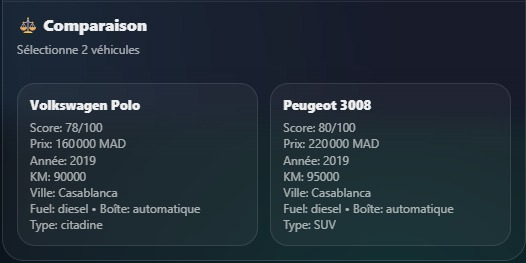 ⚖️ Comparaison
Sélectionne 2 véhicules
Volkswagen Polo
Score: 78/100
Prix: 160 000 MAD
Année: 2019
KM: 90000
Ville: Casablanca
Fuel: diesel • Boîte: automatique
Type: citadine
Peugeot 3008
Score: 80/100
Prix: 220 000 MAD
Année: 2019
KM: 95000
Ville: Casablanca
Fuel: diesel • Boîte: automatique
Type: SUV